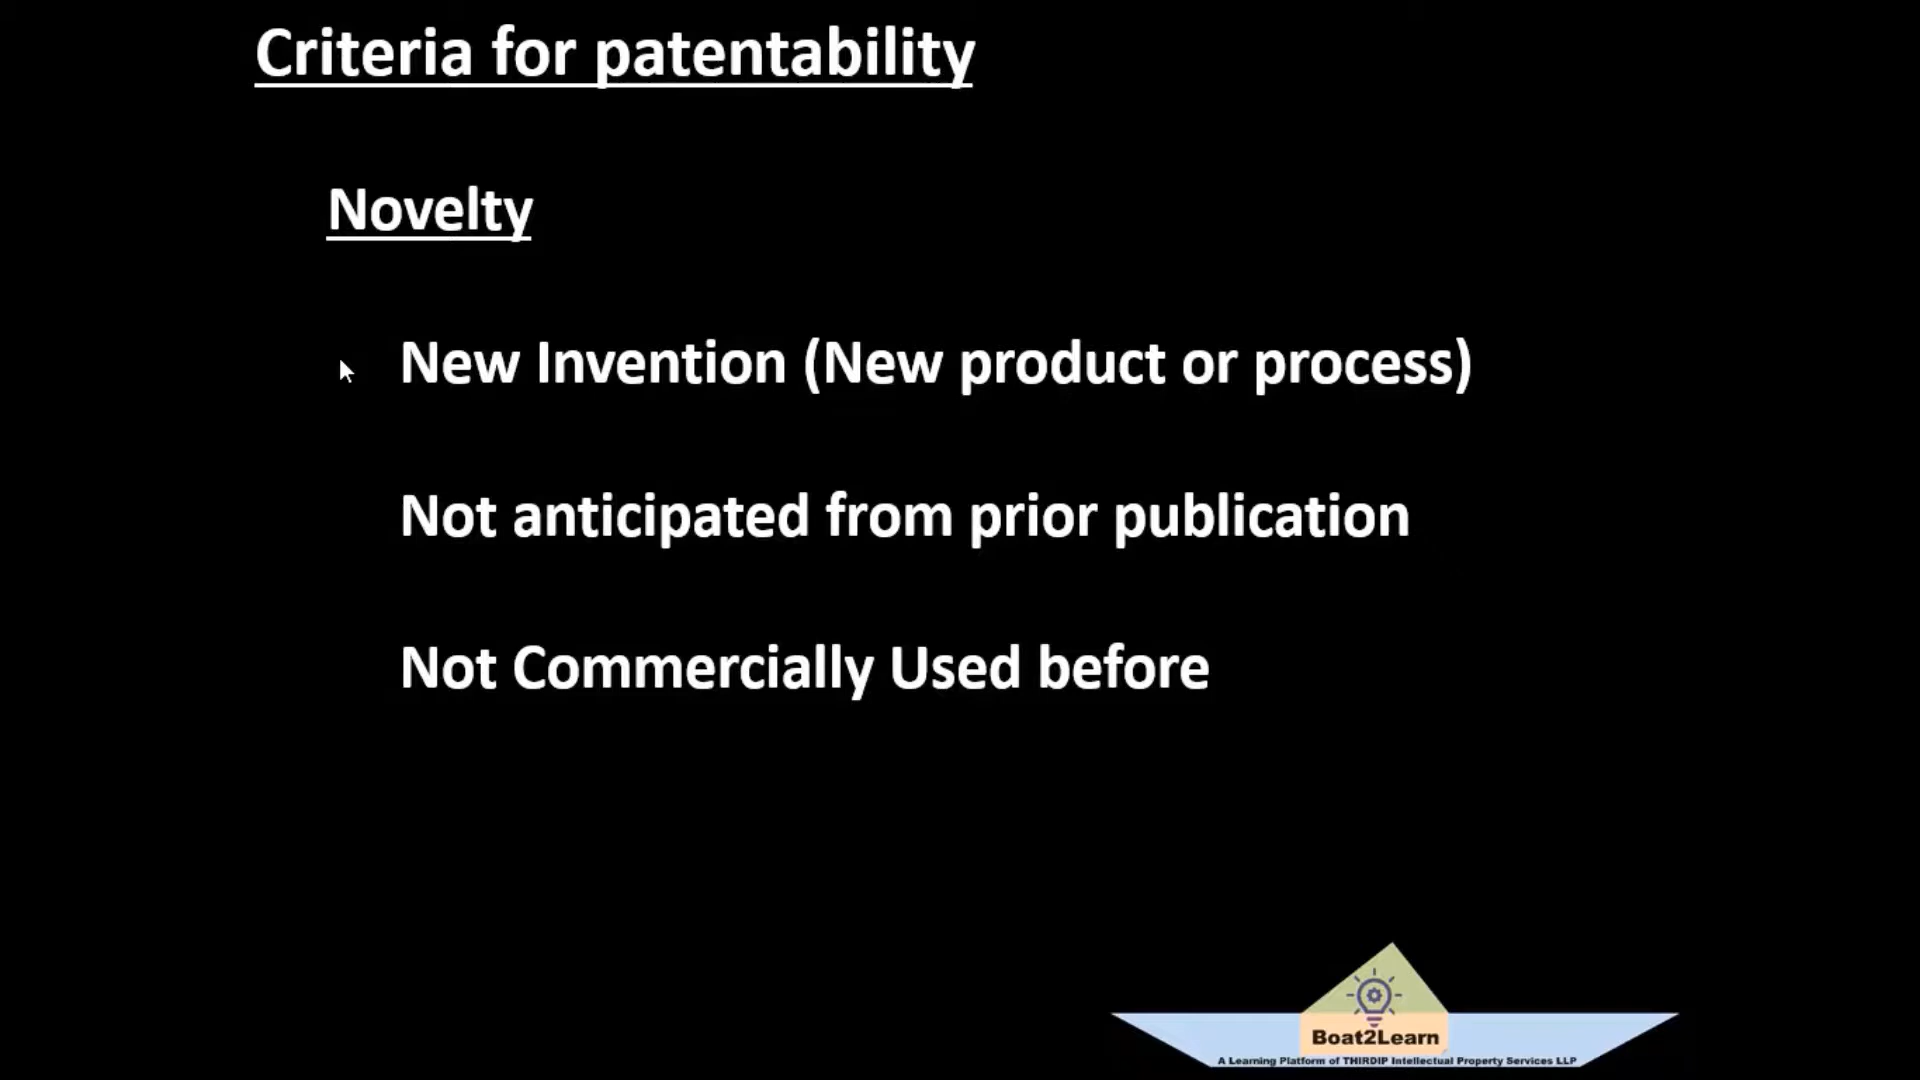 Criteria for patentability
Novelty
New Invention (New product or process)
Not anticipated from prior publication
Not Commercially Used before
Boat2Learn
A Learning Platform of THIRDIP Intellectual Property Services LLP